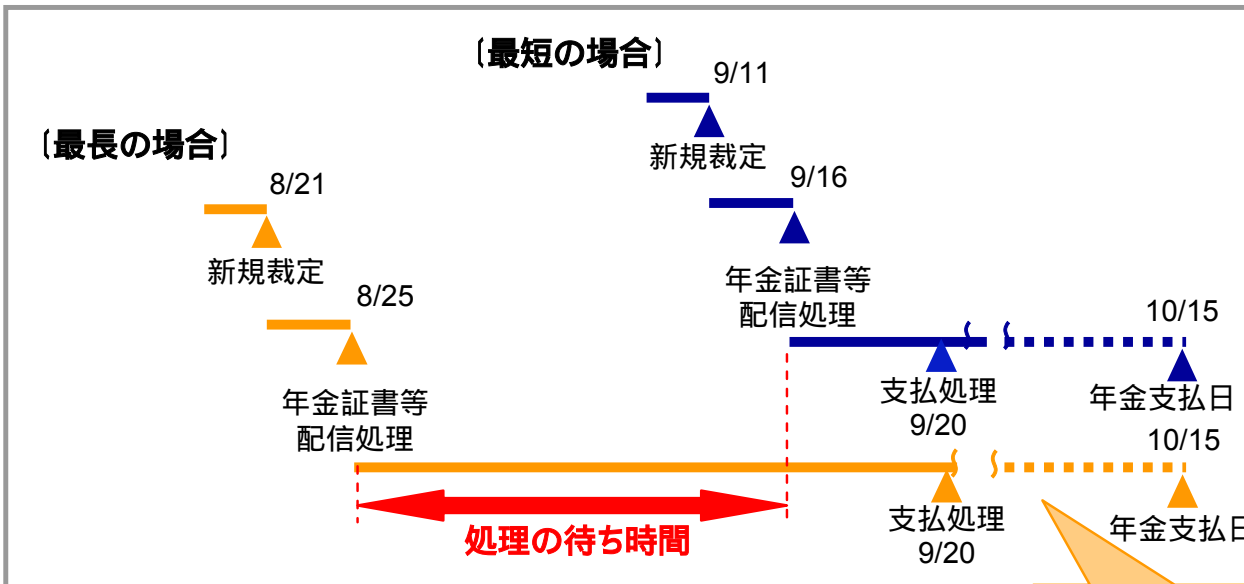 〔最短の場合〕
9/11
新規裁定
9/16
年金証書等
配信処理
支払処理
9/20
10/15
年金支払日
〔最長の場合〕
8/21
新規裁定
8/25
年金証書等
配信処理
処理の待ち時間
支払処理
9/20
10/15
年金支払日